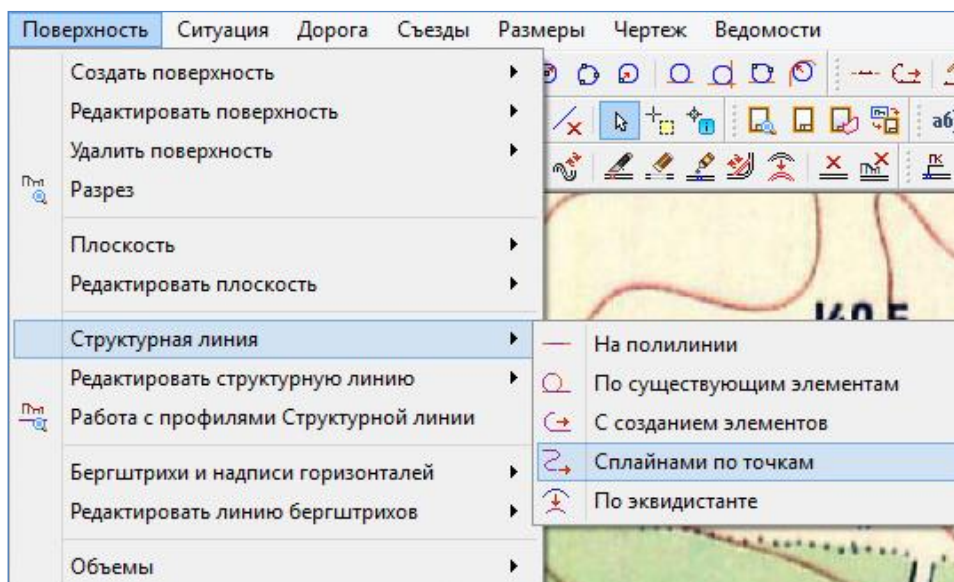 Поверхность Ситуация Дорога Съезды Размеры Чертеж Ведомости
Создать поверхность
Редактировать поверхность
Удалить поверхность
Разрез
Плоскость
Редактировать плоскость
Структурная линия
На полилинии
Редактировать структурную линию
По существующим элементам
Работа с профилями Структурной линии
С созданием элементов
Сплайнами по точкам
Бергштрихи и надписи горизонталей
По эквидистанте
Редактировать линию бергштрихов
Объемы